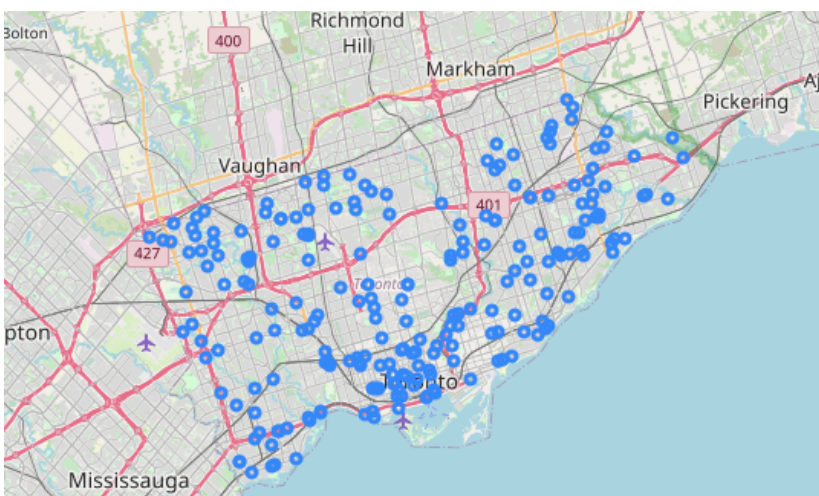 Richmond
Hill
Bolton
400
Markham
Aj
Pickering
Vaughan
401
427
Toronto
pton
Toronto
Mississauga